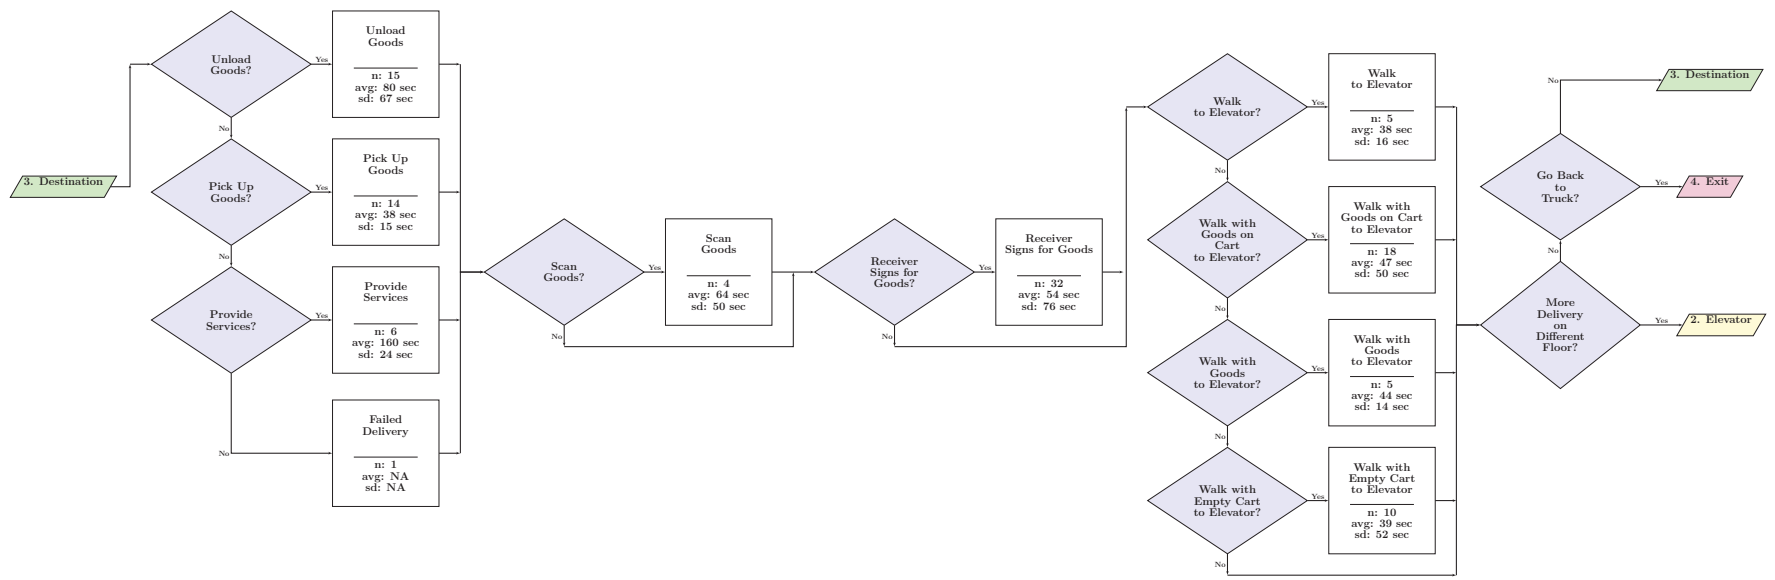 3. Destination
Unload
Goods?
Yes
No
Unload
Goods
n: 15
avg: 80 sec
sd: 67 sec
Pick Up
Goods?
Yes
No
Pick Up
Goods
n: 14
avg: 38 sec
sd: 15 sec
Provide
Services?
Yes
No
Provide
Services
n: 6
avg: 160 sec
sd: 24 sec
Failed
Delivery
n: 1
avg: NA
sd: NA
Scan
Goods?
Yes
No
Scan
Goods
n: 4
avg: 64 sec
sd: 50 sec
Receiver
Signs for
Goods?
Yes
No
Receiver
Signs for Goods
n: 32
avg: 54 sec
sd: 76 sec
Walk
to Elevator?
Yes
No
Walk
to Elevator
n: 5
avg: 38 sec
sd: 16 sec
Walk with
Goods on
Cart
to Elevator?
Yes
No
Walk with
Goods on Cart
to Elevator
n: 18
avg: 47 sec
sd: 50 sec
Walk with
Goods
to Elevator?
Yes
No
Walk with
Goods
to Elevator
n: 5
avg: 44 sec
sd: 14 sec
Walk with
Empty Cart
to Elevator?
Yes
No
Walk with
Empty Cart
to Elevator
n: 10
avg: 39 sec
sd: 52 sec
More
Delivery
on
Different
Floor?
Yes
No
2. Elevator
Go Back
to
Truck?
Yes
No
4. Exit
3. Destination